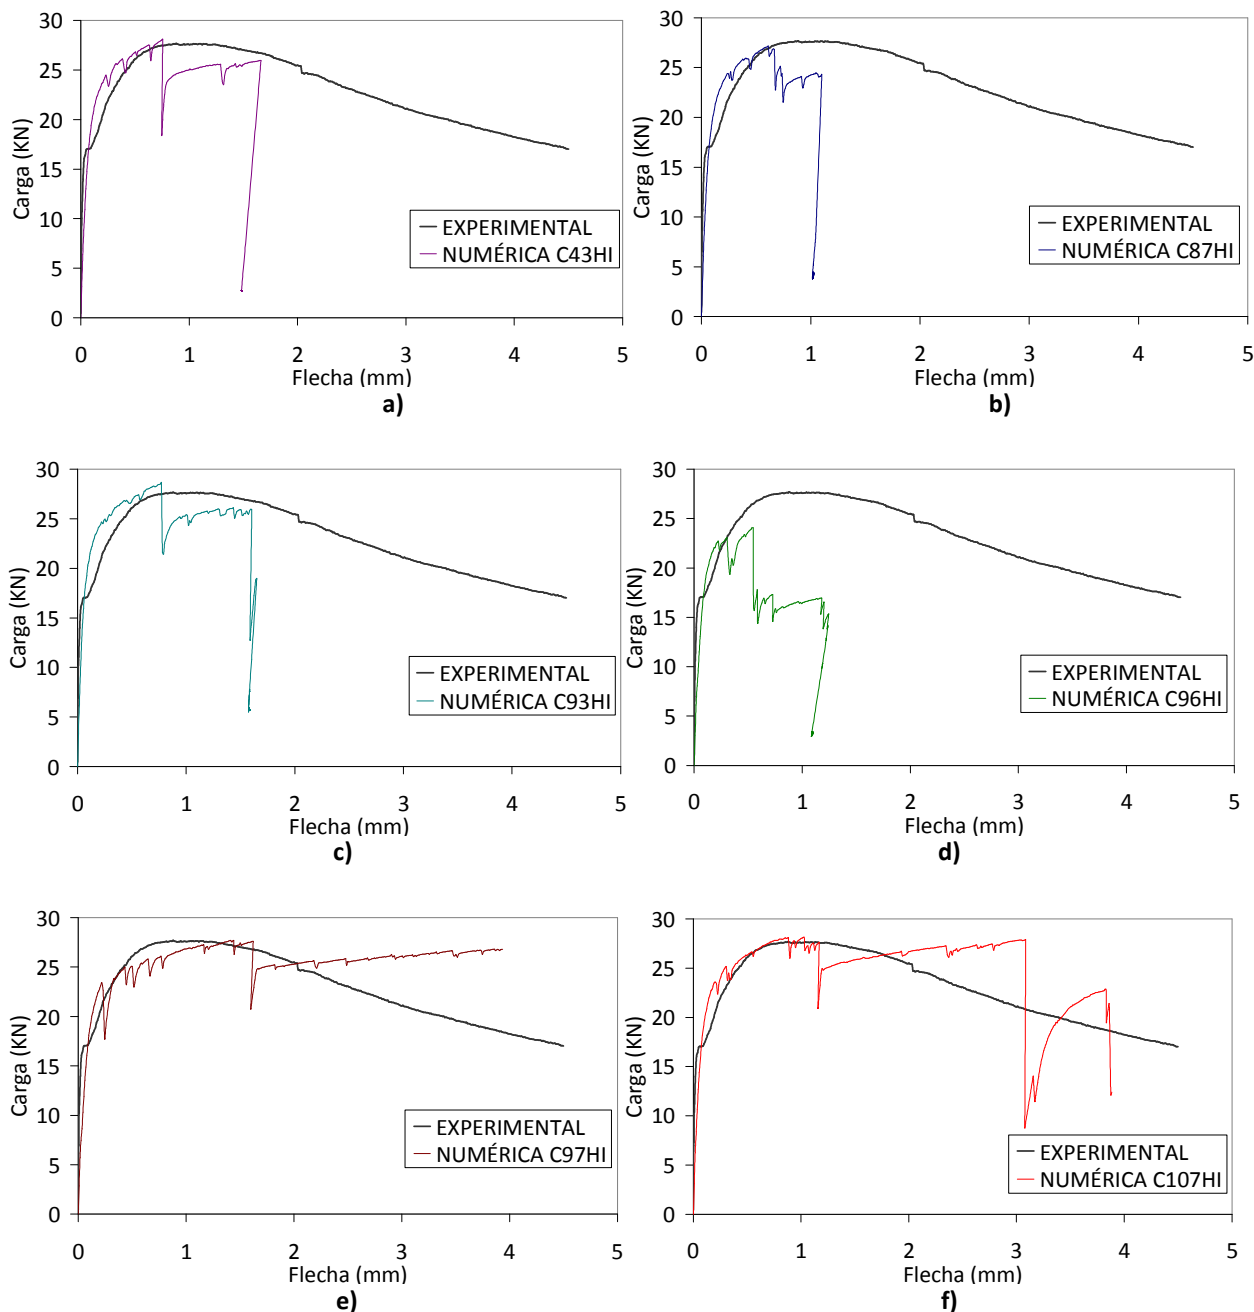 30
25
20
15
10
5
0
Carga (KN)
EXPERIMENTAL
NUMÉRICA C43HI
0 1 2 3 4 5
Flecha (mm)
a)
30
25
20
15
10
5
0
Carga (KN)
EXPERIMENTAL
NUMÉRICA C87HI
0 1 2 3 4 5
Flecha (mm)
b)
30
25
20
15
10
5
0
Carga (KN)
EXPERIMENTAL
NUMÉRICA C93HI
0 1 2 3 4 5
Flecha (mm)
c)
30
25
20
15
10
5
0
Carga (KN)
EXPERIMENTAL
NUMÉRICA C96HI
0 1 2 3 4 5
Flecha (mm)
d)
30
25
20
15
10
5
0
Carga (KN)
EXPERIMENTAL
NUMÉRICA C97HI
0 1 2 3 4 5
Flecha (mm)
e)
30
25
20
15
10
5
0
Carga (KN)
EXPERIMENTAL
NUMÉRICA C107HI
0 1 2 3 4 5
Flecha (mm)
f)